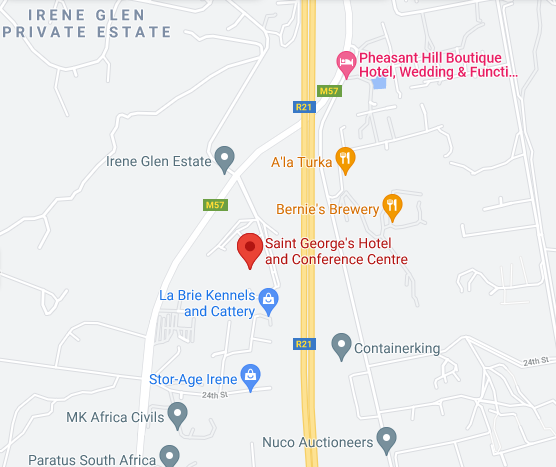 IRENE GLEN
PRIVATE ESTATE
Pheasant Hill Boutique
Hotel, Wedding & Functi...
M57
R21
Irene Glen Estate
A'la Turka
M57
Bernie's Brewery
Saint George's Hotel
and Conference Centre
La Brie Kennels
and Cattery
R21
Containerking
24th St
Stor-Age Irene
24th St
MK Africa Civils
Nuco Auctioneers
Paratus South Africa